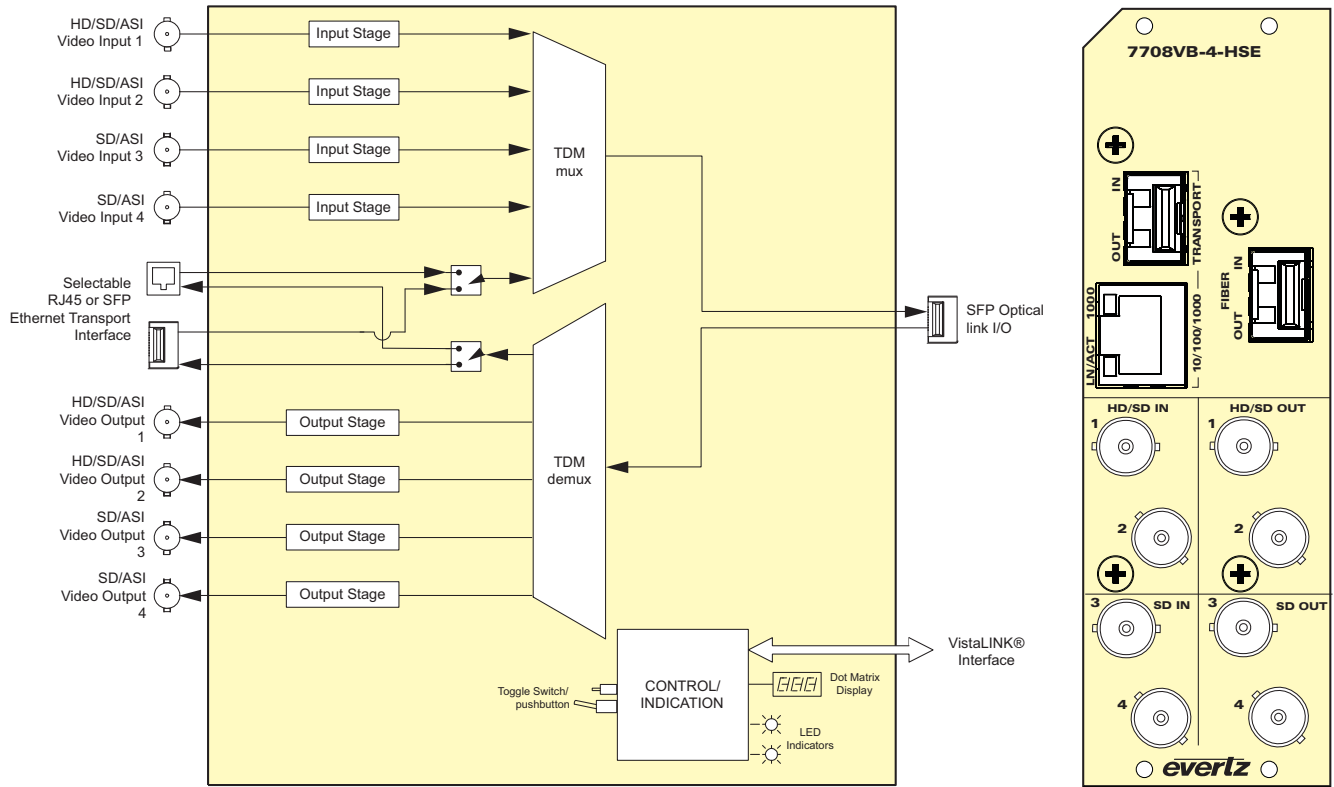 HD/SD/ASI
Video Input 1
Input Stage
HD/SD/ASI
Video Input 2
Input Stage
SD/ASI
Video Input 3
Input Stage
SD/ASI
Video Input 4
Input Stage
TDM
mux
Selectable
RJ45 or SFP
Ethernet Transport
Interface
SFP Optical
link I/O
HD/SD/ASI
Video Output
1
Output Stage
HD/SD/ASI
Video Output
2
Output Stage
SD/ASI
Video Output
3
Output Stage
SD/ASI
Video Output
4
Output Stage
TDM
demux
CONTROL/
INDICATION
Toggle Switch/
pushbutton
VistaLINK®
Interface
Dot Matrix
Display
LED
Indicators
7708VB-4-HSE
IN
OUT
TRANSPORT
IN
FIBER
OUT
1000
LN/ACT
10/100/1000
HD/SD IN
HD/SD OUT
1
1
2
2
3
SD IN
3
SD OUT
4
4
evertz